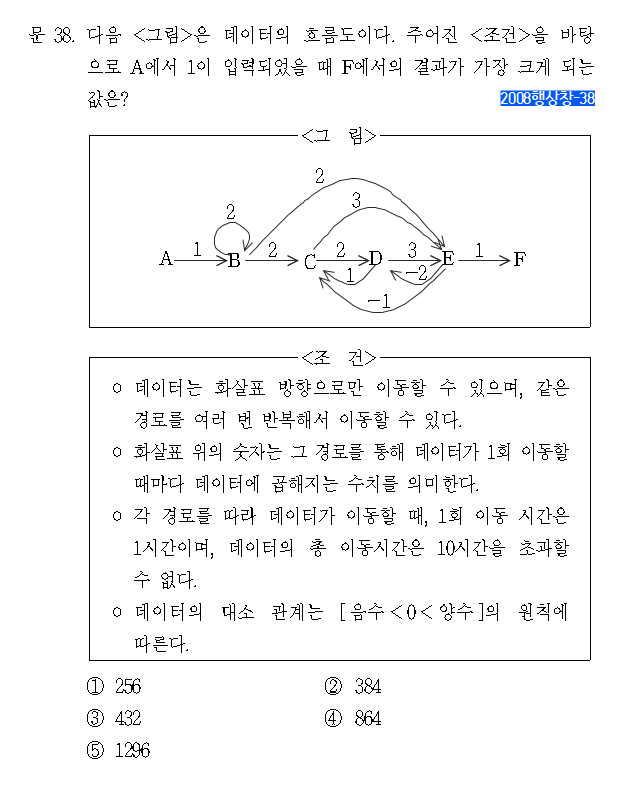 문 38. 다음 <그림>은 데이터의 흐름도이다. 주어진 <조건>을 바탕
으로 A에서 1이 입력되었을 때 F에서의 결과가 가장 크게 되는
값은?
2008행상창-38
<그 림>
2
3
2
A 1 B 2 C 2 D 3 E 1 F
1 -2
-1
<조 건>
○ 데이터는 화살표 방향으로만 이동할 수 있으며, 같은
경로를 여러 번 반복해서 이동할 수 있다.
○ 화살표 위의 숫자는 그 경로를 통해 데이터가 1회 이동할
때마다 데이터에 곱해지는 수치를 의미한다.
○ 각 경로를 따라 데이터가 이동할 때, 1회 이동 시간은
1시간이며, 데이터의 총 이동시간은 10시간을 초과할
수 없다.
○ 데이터의 대소 관계는 [음수<0<양수]의 원칙에
따른다.
① 256 ② 384
③ 432 ④ 864
⑤ 1296